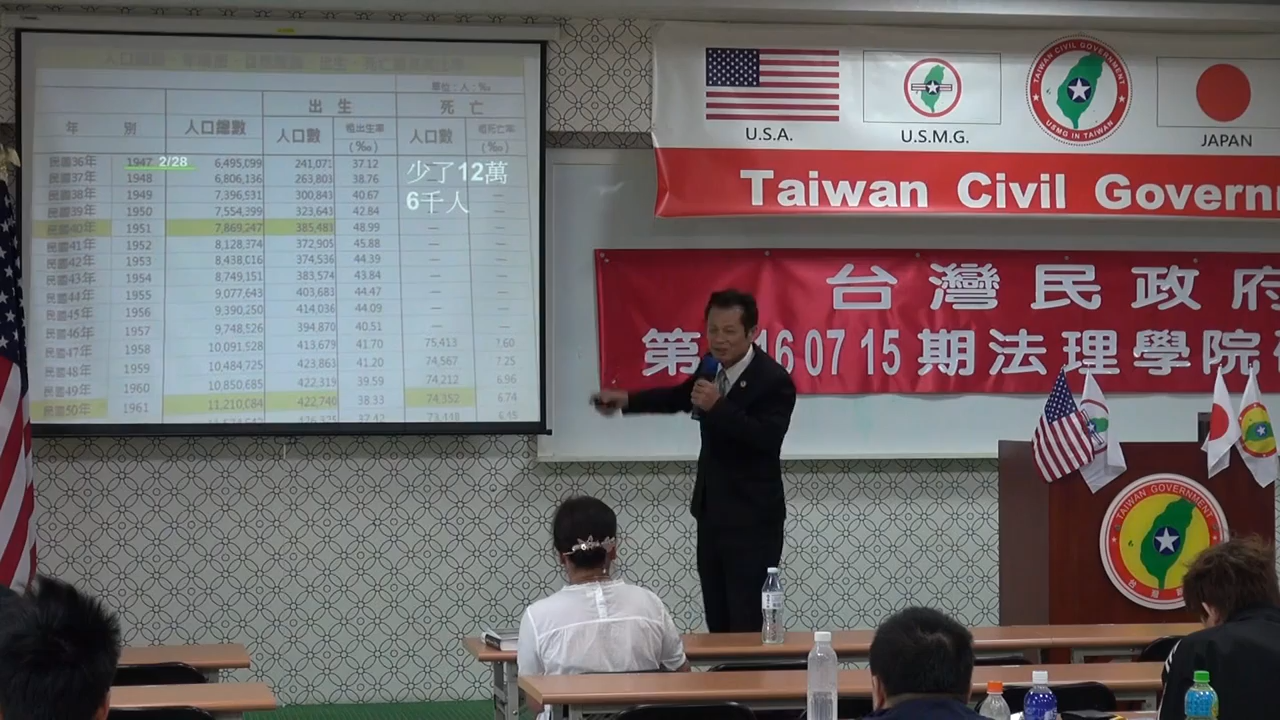 單位：人；‰
出 生
死 亡
年 別
人口總數
人口數
粗出生率
(‰)
人口數
粗死亡率
(‰)
民國36年 1947 2/28 6,495,099 241,071 37.12
民國37年 1948 6,806,136 263,803 38.76 — —
民國38年 1949 7,396,931 300,843 40.67 — —
民國39年 1950 7,554,399 323,643 42.84 — —
民國40年 1951 7,869,247 385,483 48.99 — —
民國41年 1952 8,128,374 372,905 45.88 — —
民國42年 1953 8,438,016 374,536 44.39 — —
民國43年 1954 8,749,151 383,574 43.84 — —
民國44年 1955 9,077,643 403,683 44.47 — —
民國45年 1956 9,390,250 414,036 44.09 — —
民國46年 1957 9,748,526 394,870 40.51 — —
民國47年 1958 10,091,528 413,679 41.70 75,413 7.60
民國48年 1959 10,484,725 423,863 41.20 74,567 7.25
民國49年 1960 10,850,685 422,319 39.59 74,212 6.96
民國50年 1961 11,210,084 422,740 38.33 74,352 6.74
少了12萬
6千人
U.S.A.
U.S.M.G.
TAIWAN CIVIL GOVERNMENT
USMG IN TAIWAN
JAPAN
Taiwan Civil Governm
台灣民政府
第 16 07 15 期法理學院
TAIWAN GOVERNMENT